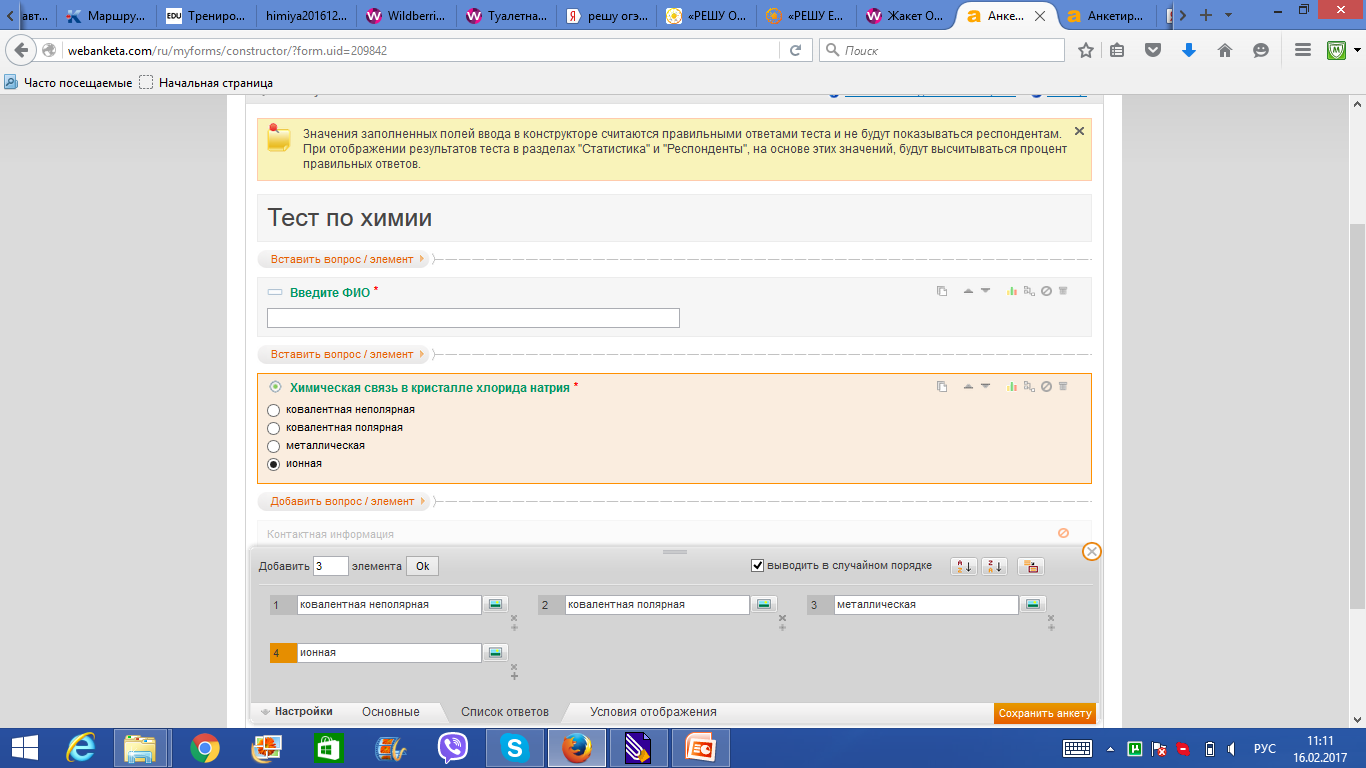 авт...
Маршру...
EDU Трениро...
himiya201612...
Wildberri...
Туалетна...
решу огэ...
«РЕШУ О...
«РЕШУ Е...
Жакет О...
Анке...
Анкетир...
webanketa.com/ru/myforms/constructor/?form.uid=209842
Поиск
Часто посещаемые
Начальная страница
Значения заполненных полей ввода в конструкторе считаются правильными ответами теста и не будут показываться респондентам.
При отображении результатов теста в разделах "Статистика" и "Респонденты", на основе этих значений, будут высчитываться процент
правильных ответов.
Тест по химии
Вставить вопрос / элемент
Введите ФИО *
Вставить вопрос / элемент
Химическая связь в кристалле хлорида натрия *
ковалентная неполярная
ковалентная полярная
металлическая
ионная
Добавить вопрос / элемент
Контактная информация
Добавить 3 элемента Ok
выводить в случайном порядке
1 ковалентная неполярная
2 ковалентная полярная
3 металлическая
4 ионная
Настройки
Основные
Список ответов
Условия отображения
Сохранить анкету
РУС
11:11
16.02.2017